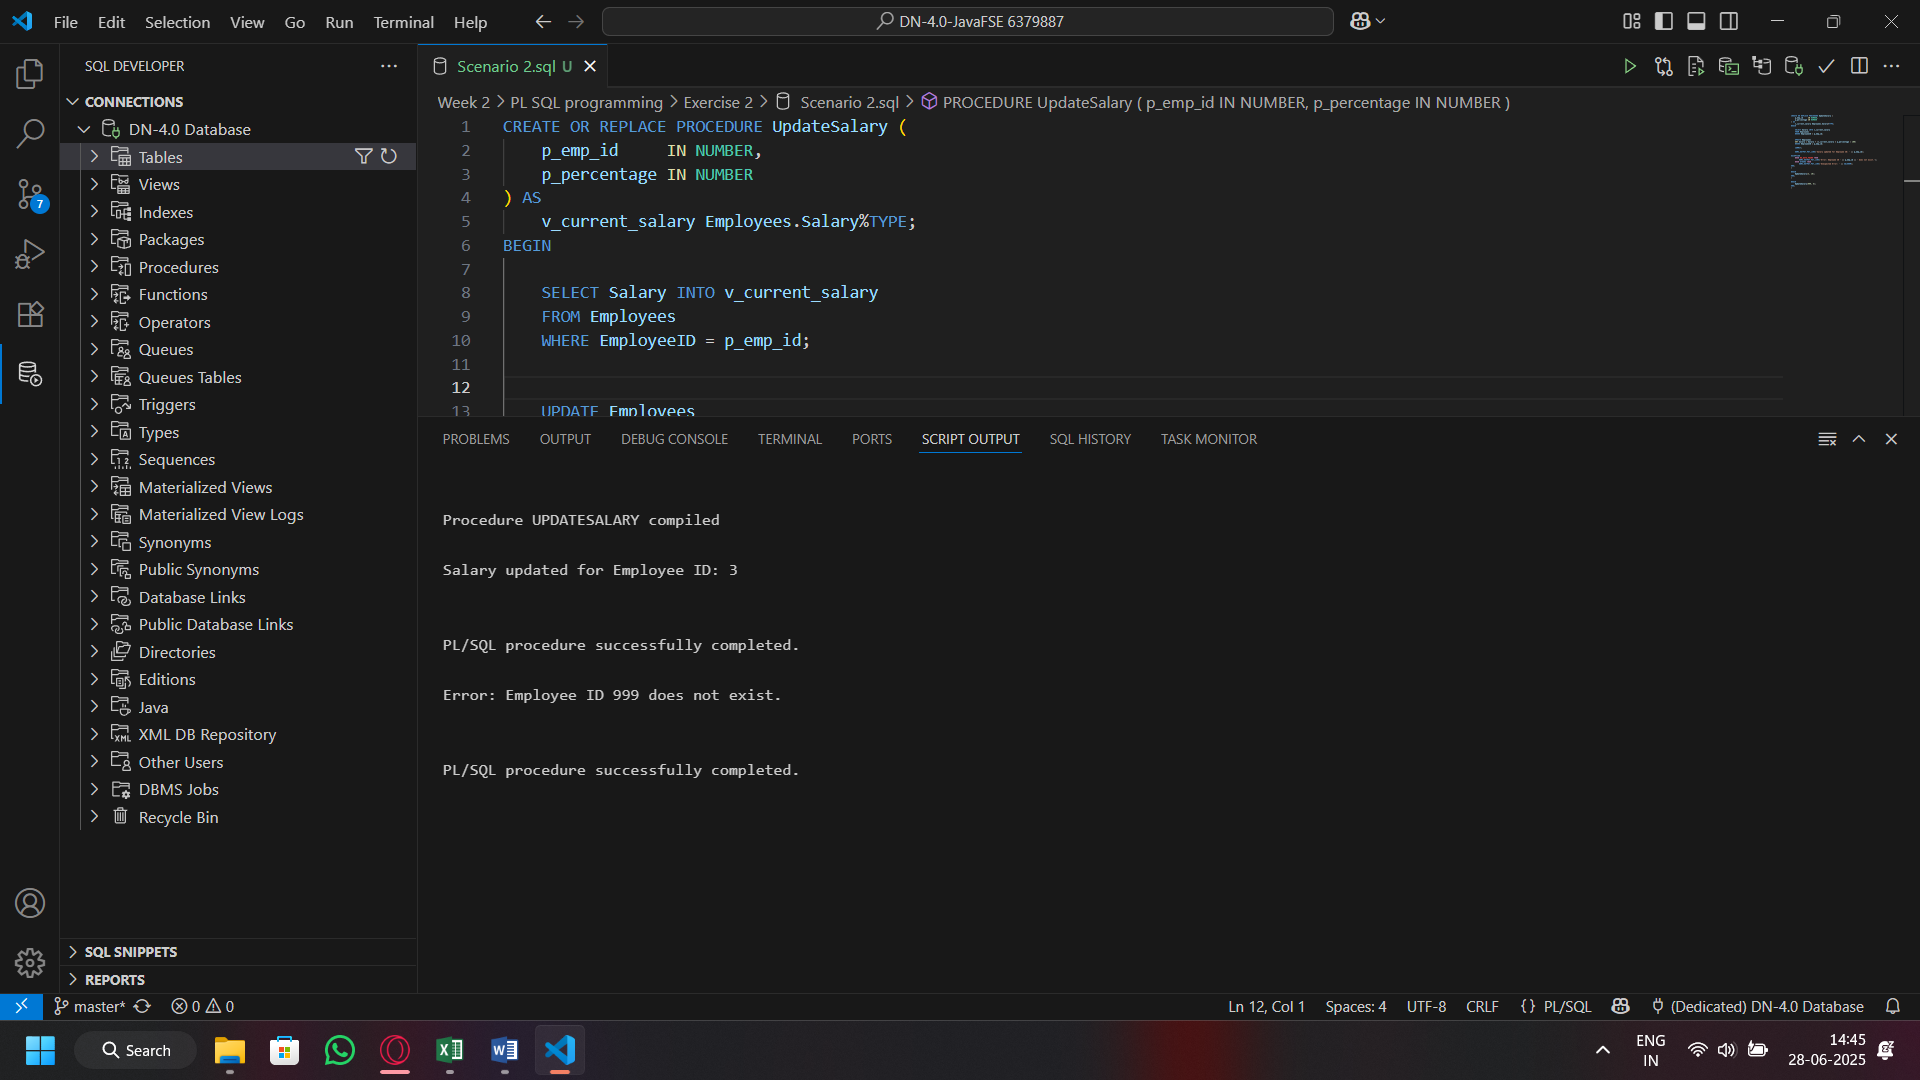 File Edit Selection View Go Run Terminal Help
DN-4.0-JavaFSE 6379887
SQL DEVELOPER
CONNECTIONS
DN-4.0 Database
Tables
Views
Indexes
Packages
Procedures
Functions
Operators
Queues
Queues Tables
Triggers
Types
Sequences
Materialized Views
Materialized View Logs
Synonyms
Public Synonyms
Database Links
Public Database Links
Directories
Editions
Java
XML DB Repository
Other Users
DBMS Jobs
Recycle Bin
SQL SNIPPETS
REPORTS
7
Scenario 2.sql U
Week 2 > PL SQL programming > Exercise 2 > Scenario 2.sql > PROCEDURE UpdateSalary ( p_emp_id IN NUMBER, p_percentage IN NUMBER )
1 CREATE OR REPLACE PROCEDURE UpdateSalary (
2 p_emp_id IN NUMBER,
3 p_percentage IN NUMBER
4 ) AS
5 v_current_salary Employees.Salary%TYPE;
6 BEGIN
7
8 SELECT Salary INTO v_current_salary
9 FROM Employees
10 WHERE EmployeeID = p_emp_id;
11
12
13 UPDATE Employees
PROBLEMS OUTPUT DEBUG CONSOLE TERMINAL PORTS SCRIPT OUTPUT SQL HISTORY TASK MONITOR
Procedure UPDATESALARY compiled
Salary updated for Employee ID: 3
PL/SQL procedure successfully completed.
Error: Employee ID 999 does not exist.
PL/SQL procedure successfully completed.
master* 0 0
Ln 12, Col 1 Spaces: 4 UTF-8 CRLF {} PL/SQL (Dedicated) DN-4.0 Database
Search
ENG
IN
14:45
28-06-2025